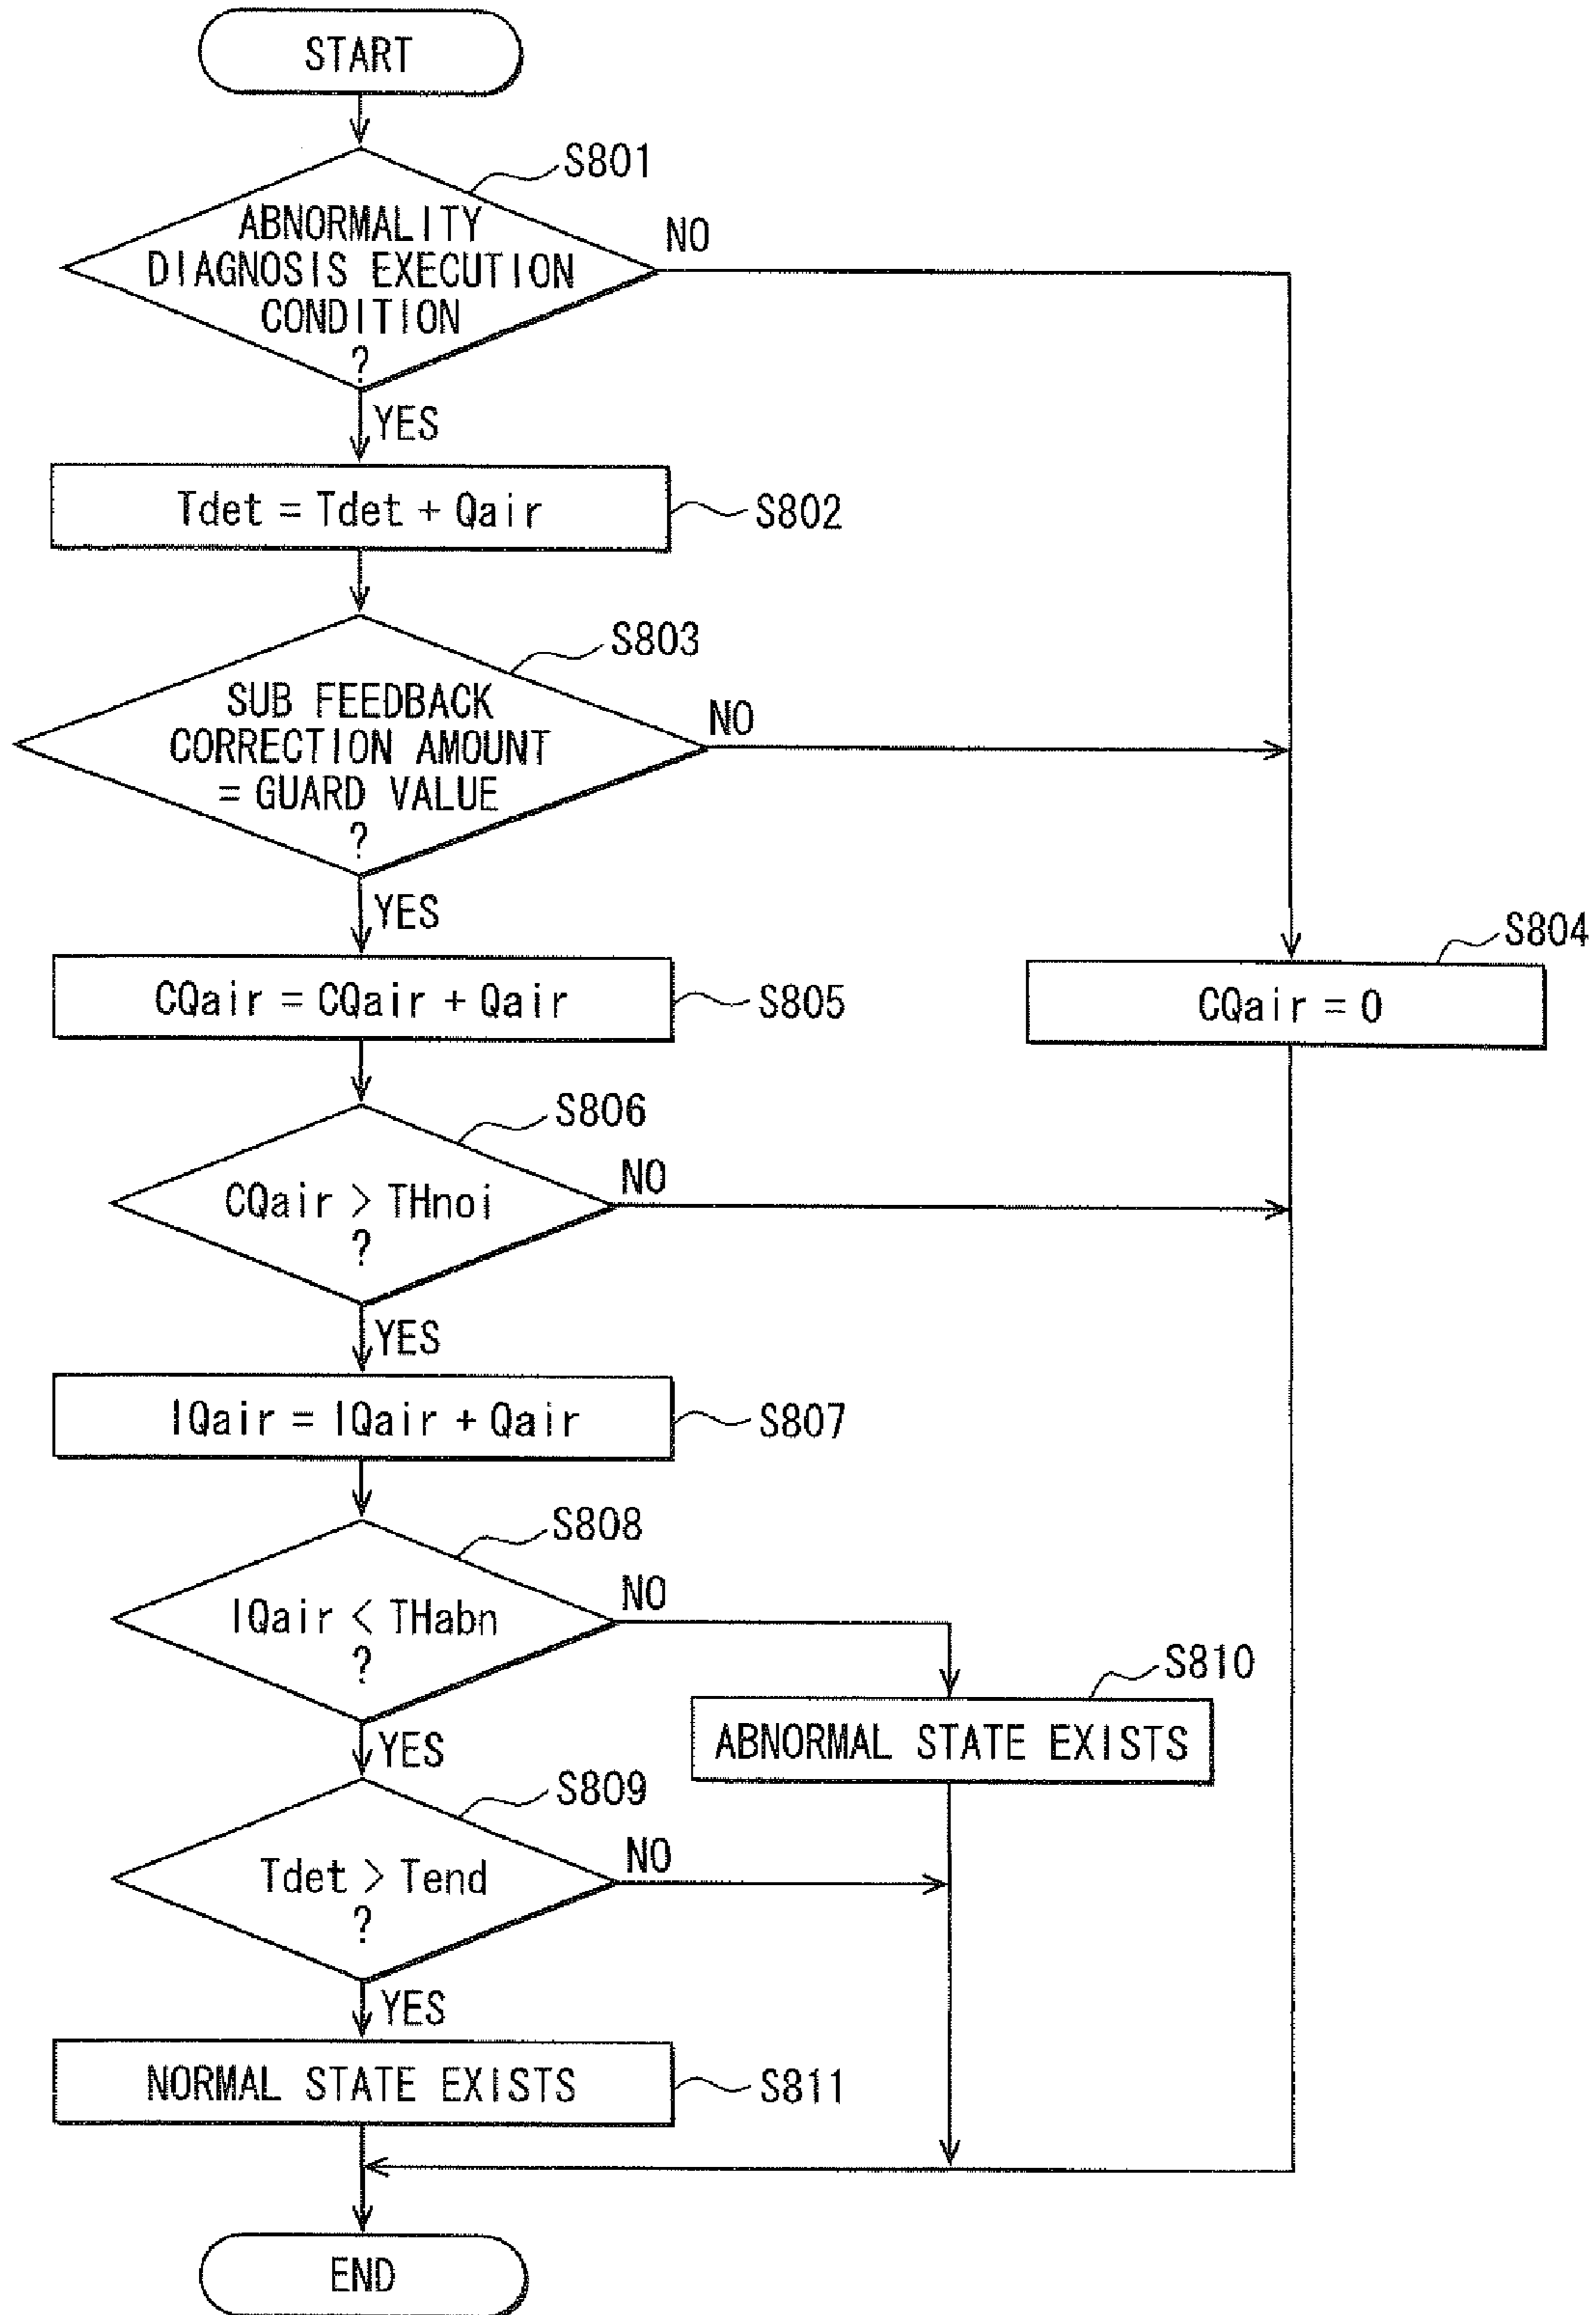 START
S801
ABNORMALITY
DIAGNOSIS EXECUTION
CONDITION
?
NO
YES
Tdet = Tdet + Qair
S802
S803
SUB FEEDBACK
CORRECTION AMOUNT
= GUARD VALUE
?
NO
YES
S804
CQair = CQair + Qair
S805
CQair = 0
S806
CQair > THnoi
?
NO
YES
IQair = IQair + Qair
S807
S808
IQair < THabn
?
NO
S810
ABNORMAL STATE EXISTS
YES
S809
Tdet > Tend
?
NO
YES
NORMAL STATE EXISTS
S811
END